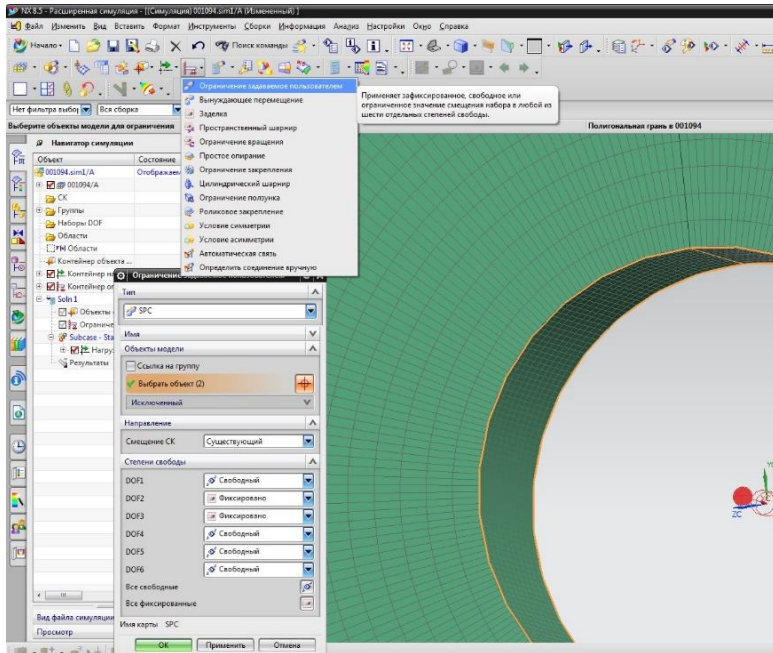 NX 8.5 - Расширенная симуляция - [(Симуляция) 001094.sim1/A (Измененный) ]
Файл Изменить Вид Вставить Формат Инструменты Сборки Информация Анализ Настройки Окно Справка
Начало Поиск команды
Нет фильтра выбор Вся сборка
Выберите объекты модели для ограничения
Полигональная грань в 001094
Ограничение задаваемое пользователем
Вынуждающее перемещение
Заделка
Пространственный шарнир
Ограничение вращения
Простое опирание
Ограничение закрепления
Цилиндрический шарнир
Ограничение ползунка
Роликовое закрепление
Условие симметрии
Условие асимметрии
Автоматическая связь
Определить соединение вручную
Применяет зафиксированное, свободное или
ограниченное значение смещения набора в любой из
шести отдельных степеней свободы.
Навигатор симуляции
Объект Состояние
001094.sim1/A Отображаем
001094/A
СК
Группы
Наборы DOF
Области
Области
Контейнер объекта ...
Контейнер н
Контейнер ог
Soln 1
Объекты
Ограниче
Subcase - Sta
Нагруз
Результаты
Вид файла симуляции
Просмотр
Тип
SPC
Имя
Объекты модели
Ссылка на группу
Выбрать объект (2)
Исключенный
Направление
Смещение СК Существующий
Степени свободы
DOF1 Свободный
DOF2 Фиксировано
DOF3 Фиксировано
DOF4 Свободный
DOF5 Свободный
DOF6 Свободный
Все свободные
Все фиксированные
Имя карты SPC
OK Применить Отмена
ZC